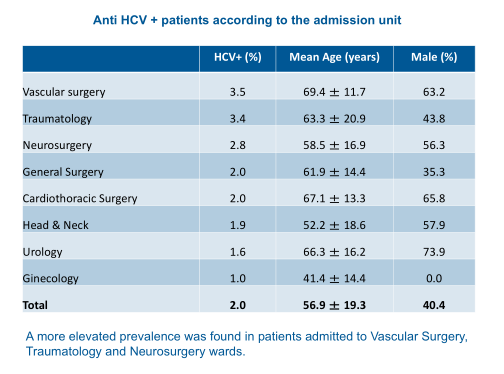 Anti HCV + patients according to the admission unit
HCV+ (%) Mean Age (years) Male (%)
Vascular surgery 3.5 69.4 ± 11.7 63.2
Traumatology 3.4 63.3 ± 20.9 43.8
Neurosurgery 2.8 58.5 ± 16.9 56.3
General Surgery 2.0 61.9 ± 14.4 35.3
Cardiothoracic Surgery 2.0 67.1 ± 13.3 65.8
Head & Neck 1.9 52.2 ± 18.6 57.9
Urology 1.6 66.3 ± 16.2 73.9
Ginecology 1.0 41.4 ± 14.4 0.0
Total 2.0 56.9 ± 19.3 40.4
A more elevated prevalence was found in patients admitted to Vascular Surgery,
Traumatology and Neurosurgery wards.